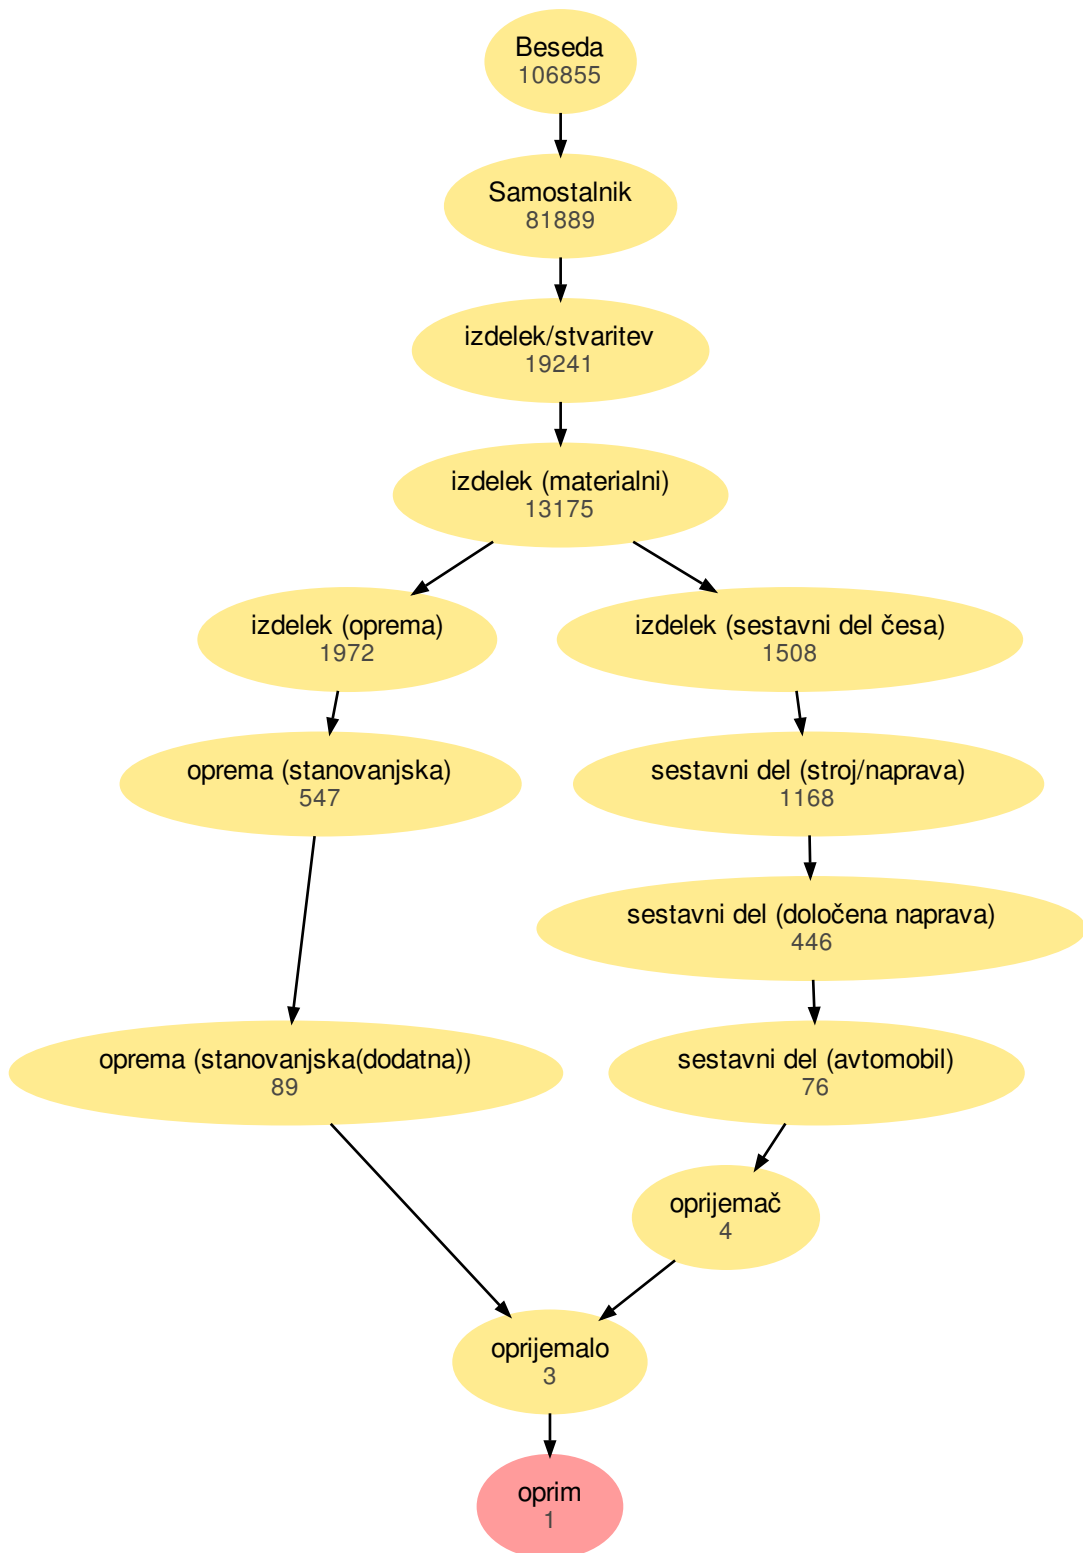 Beseda
106855
Samostalnik
81889
izdelek/stvaritev
19241
izdelek (materialni)
13175
izdelek (oprema)
1972
izdelek (sestavni del česa)
1508
oprema (stanovanjska)
547
sestavni del (stroj/naprava)
1168
sestavni del (določena naprava)
446
oprema (stanovanjska(dodatna))
89
sestavni del (avtomobil)
76
oprijemač
4
oprijemalo
3
oprim
1